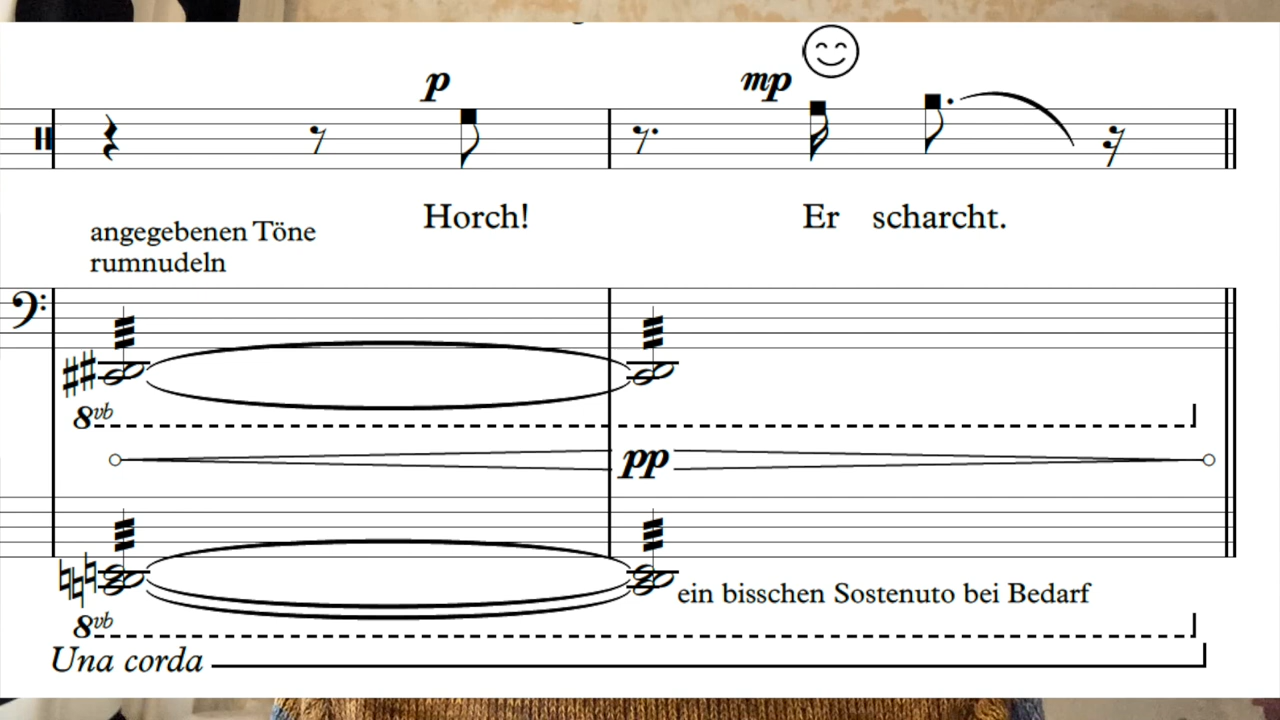 p
mp
Horch!
Er scharcht.
angegebenen Töne
rumnudeln
8vb
pp
ein bisschen Sostenuto bei Bedarf
8vb
Una corda